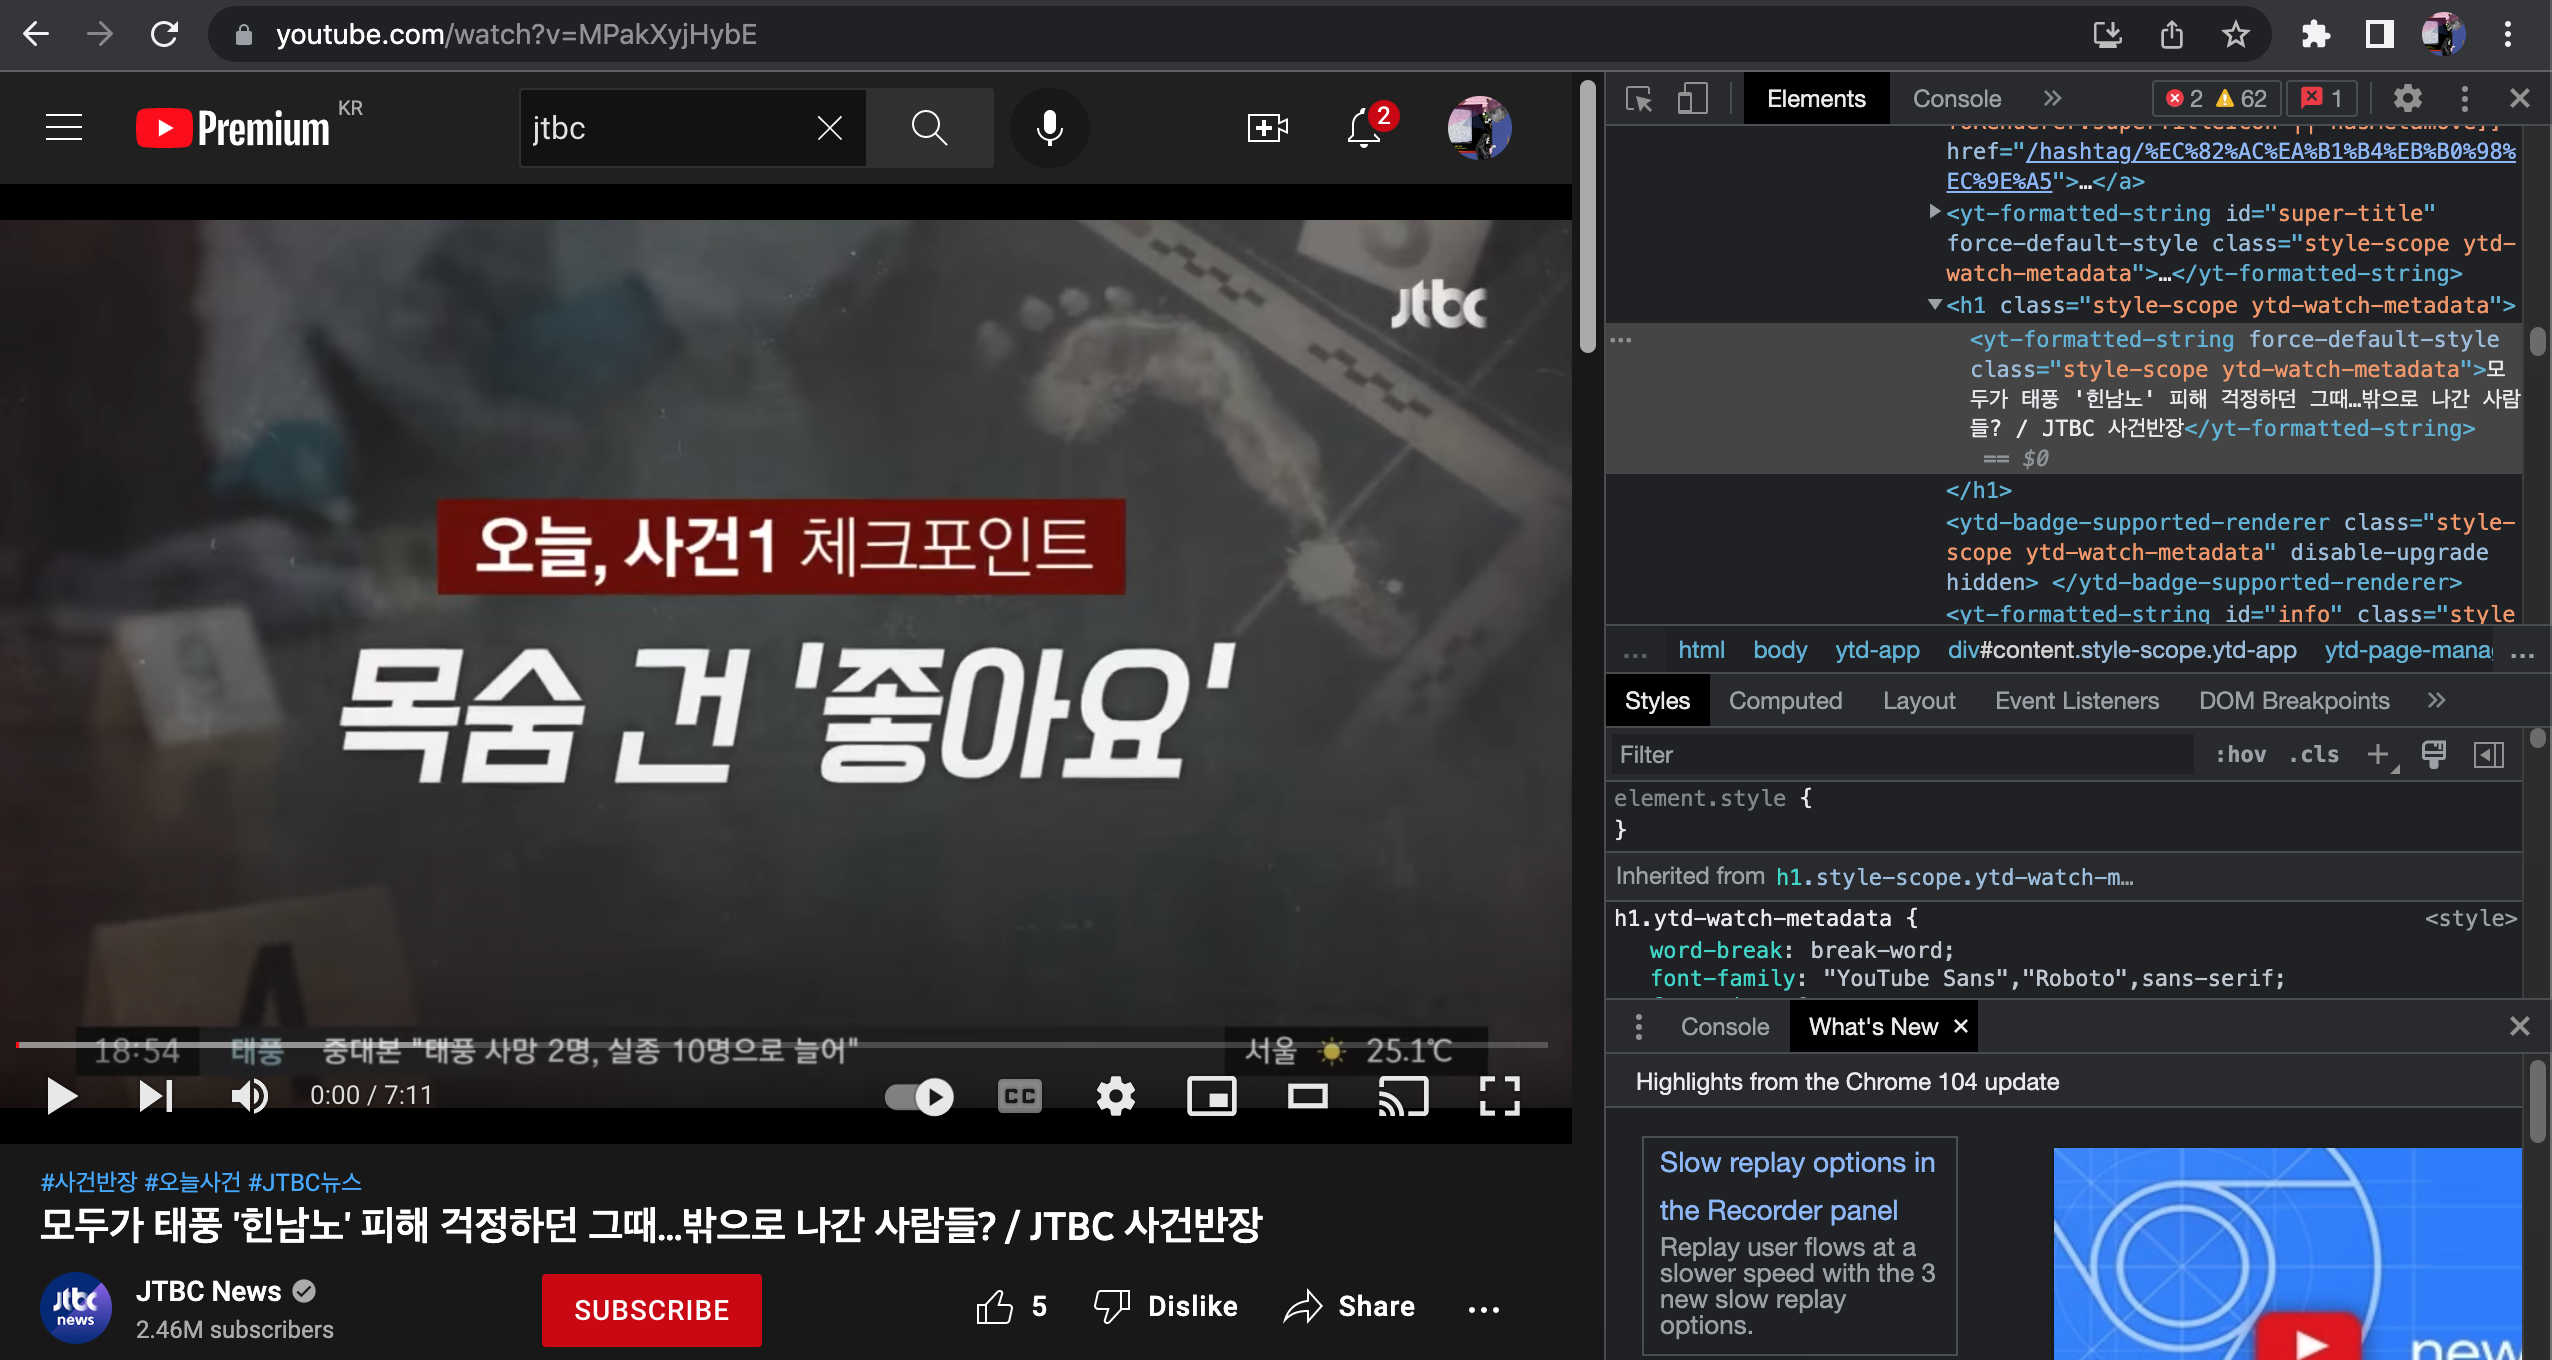 youtube.com/watch?v=MPakXyjHybE
Premium KR
jtbc
2
jtbc
오늘, 사건1 체크포인트
목숨 건 '좋아요'
A
18:54 태풍 중대본 "태풍 사망 2명, 실종 10명으로 늘어" 서울 25.1℃
0:00 / 7:11
CC
#사건반장 #오늘사건 #JTBC뉴스
모두가 태풍 '힌남노' 피해 걱정하던 그때...밖으로 나간 사람들? / JTBC 사건반장
jtbc
news
JTBC News
2.46M subscribers
SUBSCRIBE
5 Dislike Share
Elements Console 2 62 1
href="/hashtag/%EC%82%AC%EA%B1%B4%EB%B0%98%
EC%9E%A5">…</a>
<yt-formatted-string id="super-title"
force-default-style class="style-scope ytd-
watch-metadata">…</yt-formatted-string>
<h1 class="style-scope ytd-watch-metadata">
<yt-formatted-string force-default-style
class="style-scope ytd-watch-metadata">모
두가 태풍 '힌남노' 피해 걱정하던 그때…밖으로 나간 사람
들? / JTBC 사건반장</yt-formatted-string>
== $0
</h1>
<ytd-badge-supported-renderer class="style-
scope ytd-watch-metadata" disable-upgrade
hidden> </ytd-badge-supported-renderer>
<yt-formatted-string id="info" class="style
... html body ytd-app div#content.style-scope.ytd-app ytd-page-mana ...
Styles Computed Layout Event Listeners DOM Breakpoints
Filter :hov .cls
element.style {
}
Inherited from h1.style-scope.ytd-watch-m…
h1.ytd-watch-metadata { <style>
word-break: break-word;
font-family: "YouTube Sans","Roboto",sans-serif;
Console What's New
Highlights from the Chrome 104 update
Slow replay options in
the Recorder panel
Replay user flows at a
slower speed with the 3
new slow replay
options.
new